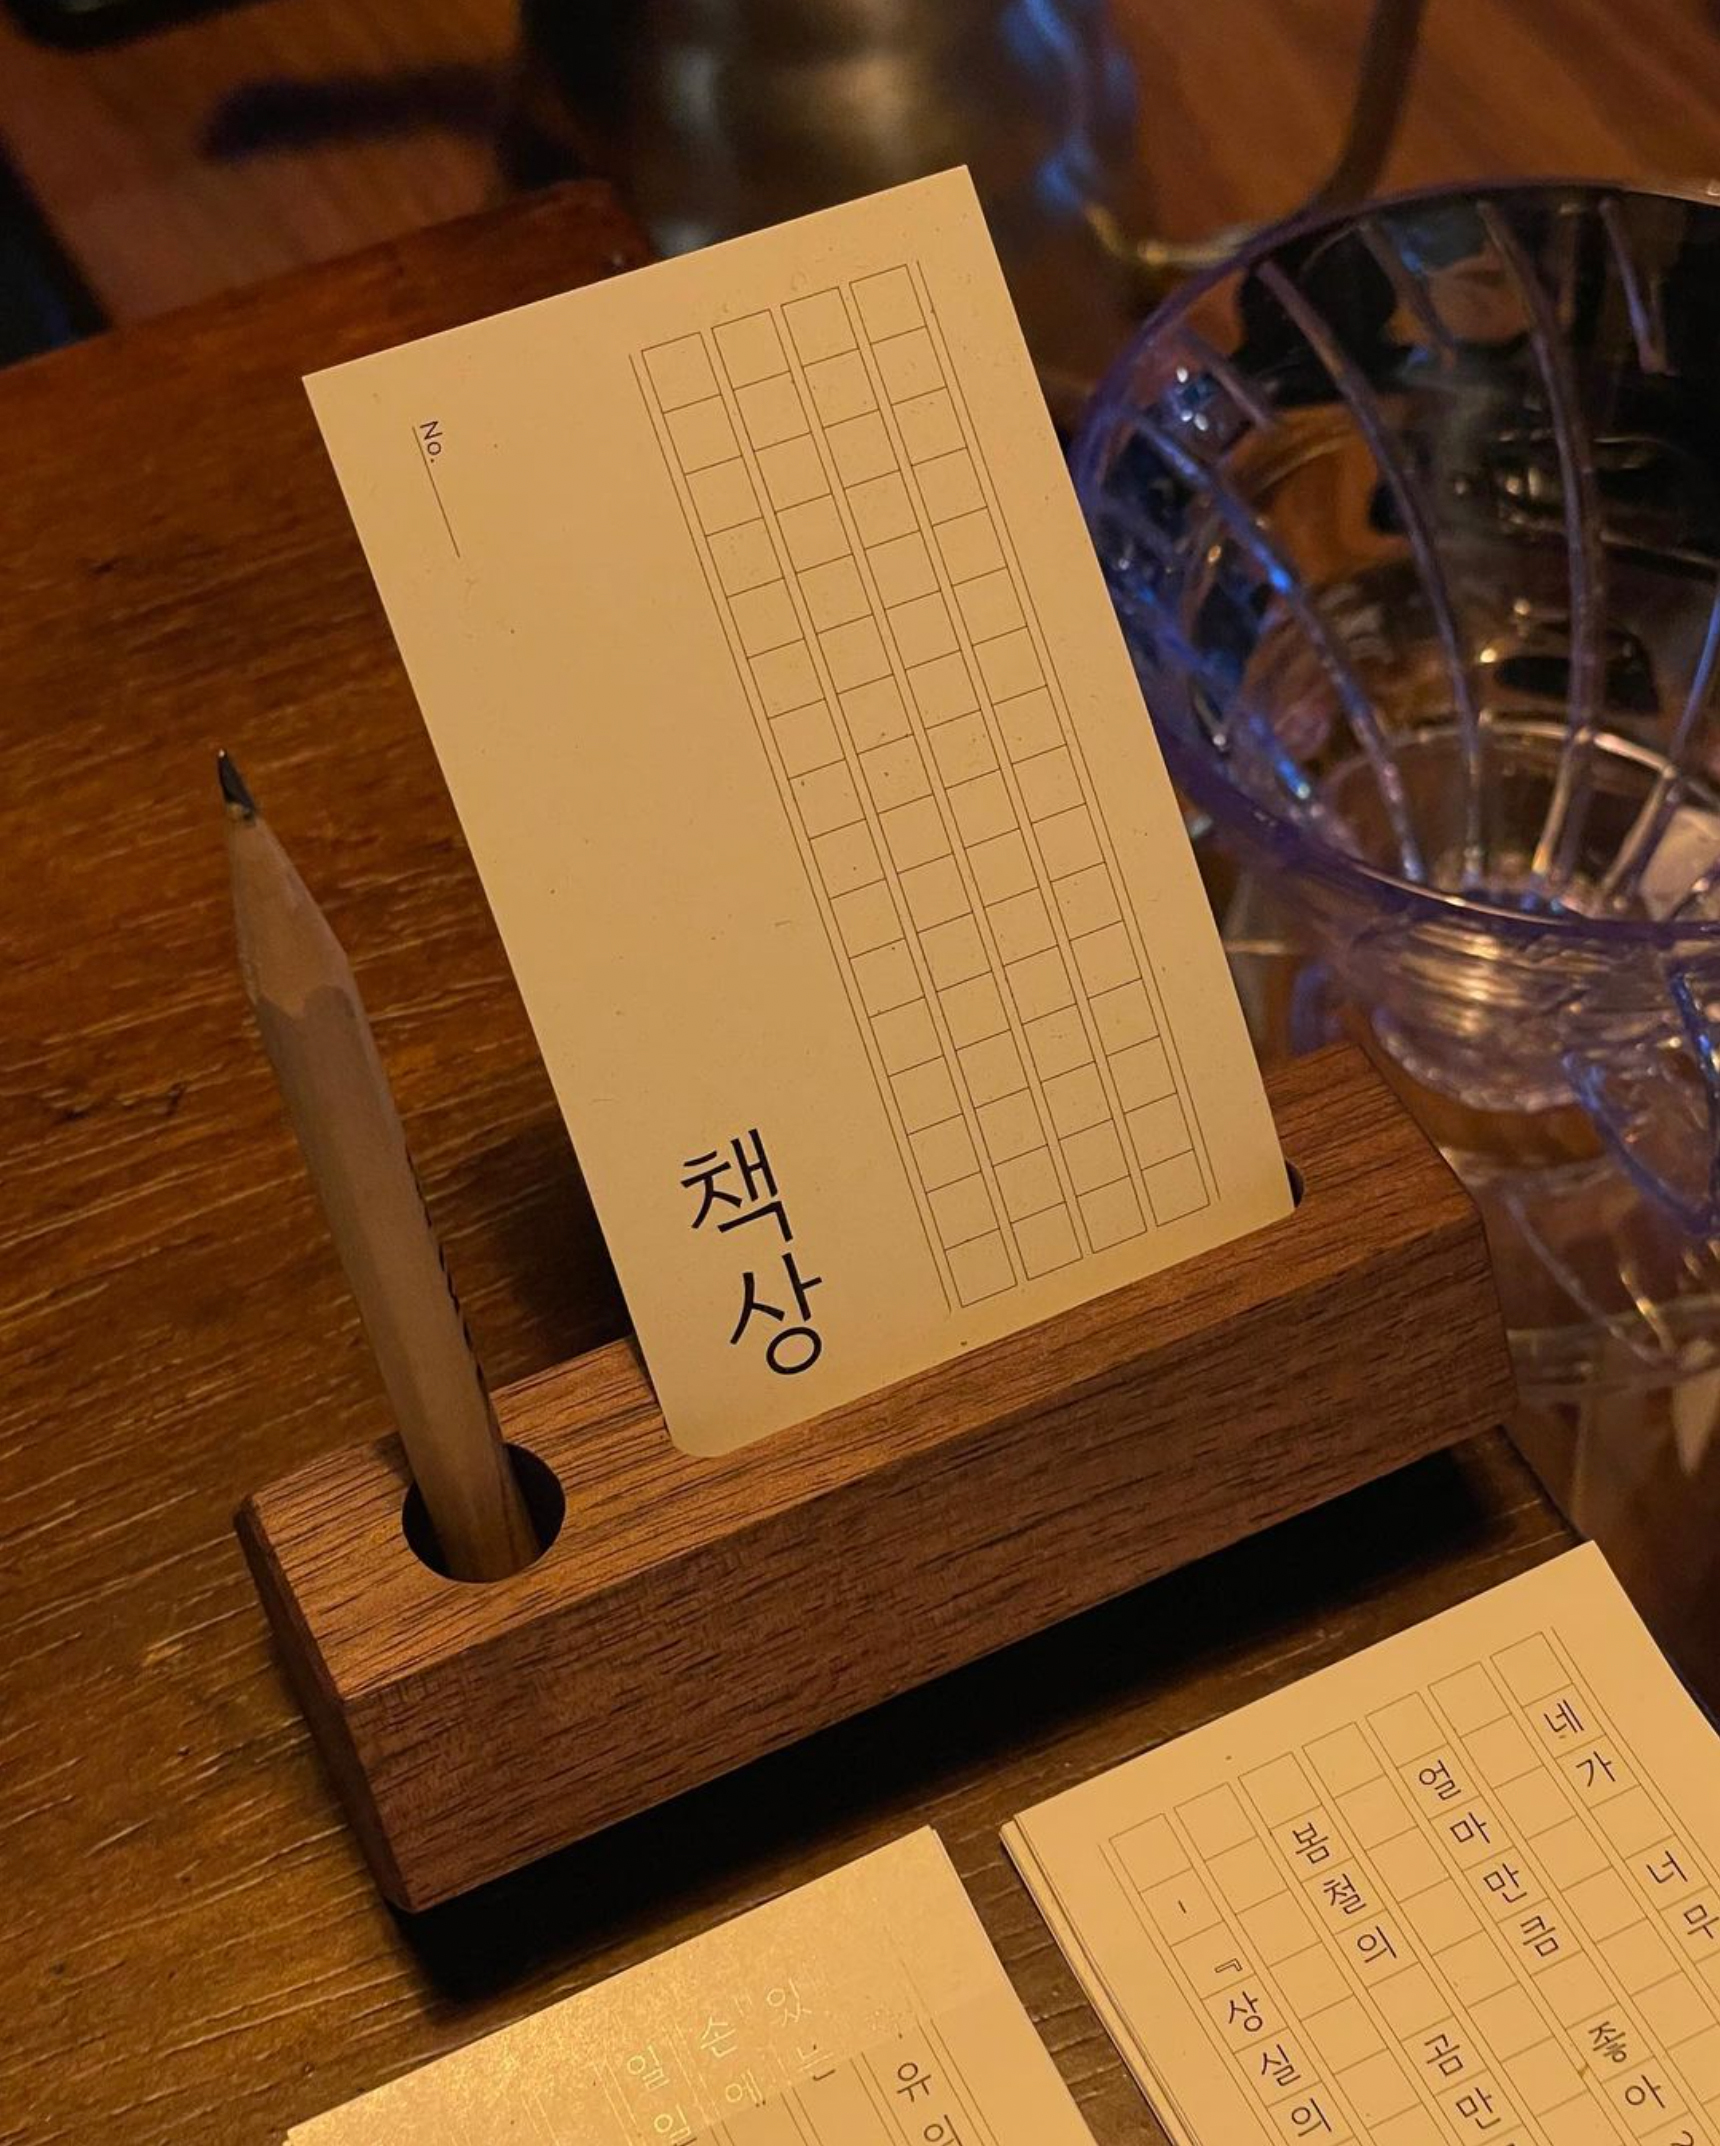 No.
책상
네가 너무 좋아
얼마만큼
봄철의 곰만
- 『상실의
유의
있는
손에
일일